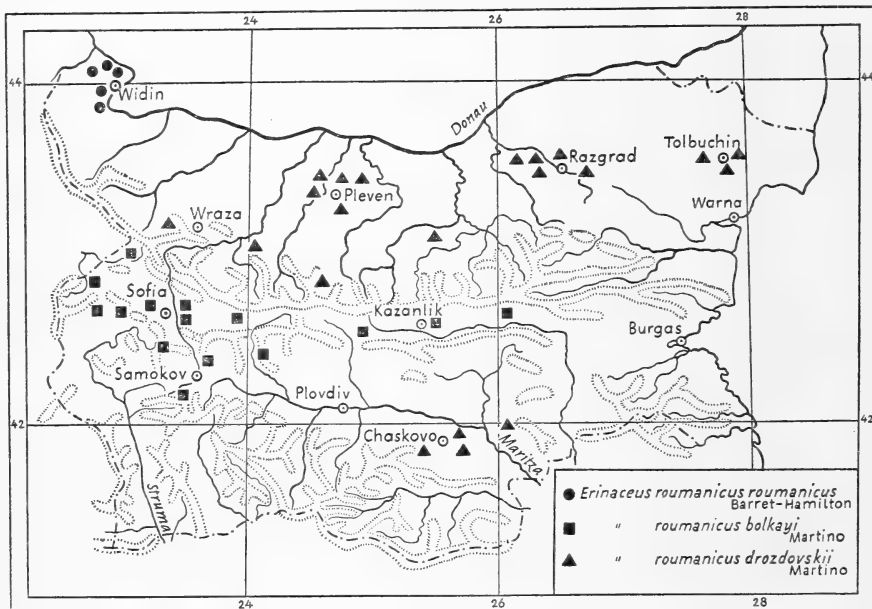 24
26
28
44
44
Widin
Donau
Razgrad
Tolbuchin
Pleven
Wraza
Warna
Sofia
Kazanlik
Burgas
Samokov
Plovdiv
42
42
Chaskovo
Maritza
Struma
Erinaceus roumanicus roumanicus
Barret-Hamilton
" roumanicus bolkayi
Martino
" roumanicus drozdovskii
Martino
24
26
28